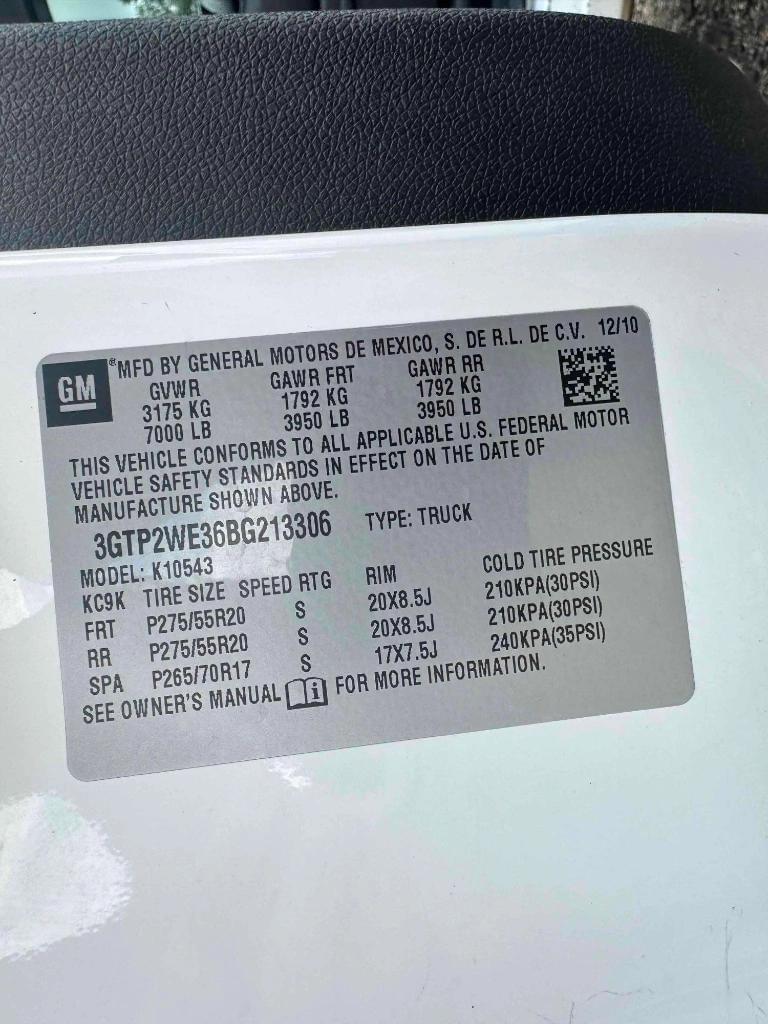 GM
®MFD BY GENERAL MOTORS DE MEXICO, S. DE R.L. DE C.V. 12/10
GVWR GAWR FRT GAWR RR
3175 KG 1792 KG 1792 KG
7000 LB 3950 LB 3950 LB
THIS VEHICLE CONFORMS TO ALL APPLICABLE U.S. FEDERAL MOTOR
VEHICLE SAFETY STANDARDS IN EFFECT ON THE DATE OF
MANUFACTURE SHOWN ABOVE.
3GTP2WE36BG213306 TYPE: TRUCK
MODEL: K10543
KC9K TIRE SIZE SPEED RTG RIM COLD TIRE PRESSURE
FRT P275/55R20 S 20X8.5J 210KPA(30PSI)
RR P275/55R20 S 20X8.5J 210KPA(30PSI)
SPA P265/70R17 S 17X7.5J 240KPA(35PSI)
SEE OWNER'S MANUAL i FOR MORE INFORMATION.